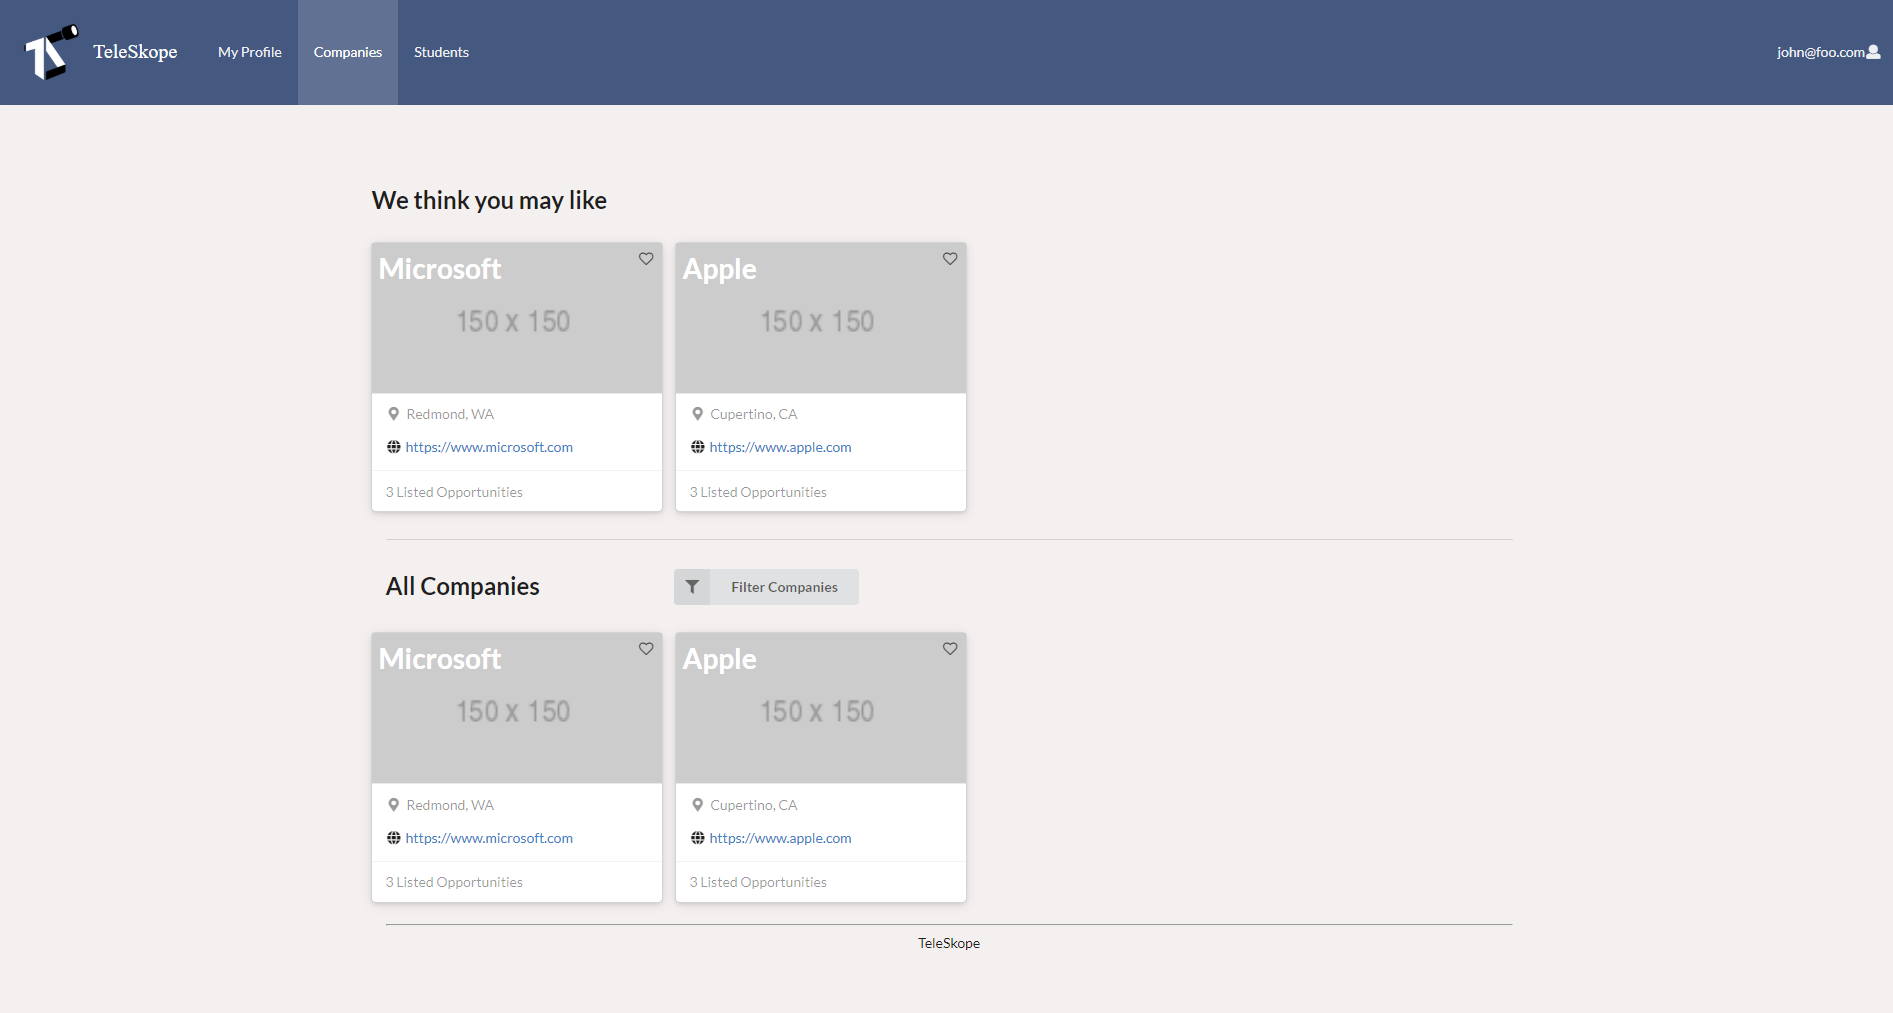 TeleSkope
My Profile
Companies
Students
john@foo.com
We think you may like
Microsoft
150 x 150
Redmond, WA
https://www.microsoft.com
3 Listed Opportunities
Apple
150 x 150
Cupertino, CA
https://www.apple.com
3 Listed Opportunities
All Companies
Filter Companies
Microsoft
150 x 150
Redmond, WA
https://www.microsoft.com
3 Listed Opportunities
Apple
150 x 150
Cupertino, CA
https://www.apple.com
3 Listed Opportunities
TeleSkope